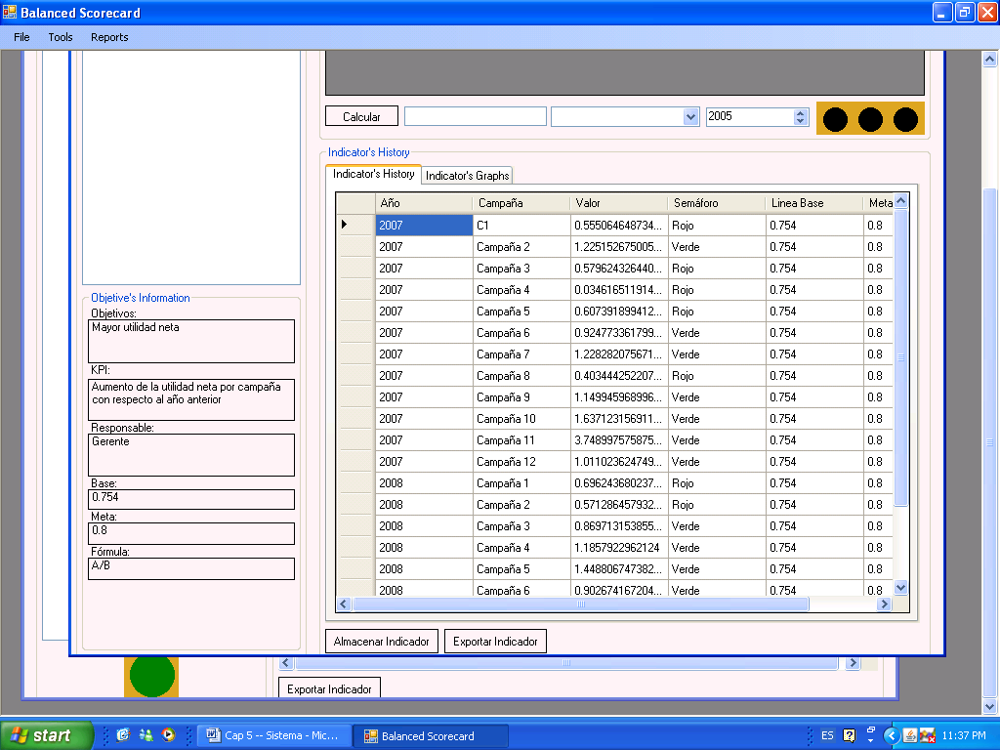 Balanced Scorecard
File Tools Reports
Calcular 2005
Indicator's History
Indicator's History Indicator's Graphs
Año Campaña Valor Semáforo Linea Base Meta
2007 C1 0.555064648734... Rojo 0.754 0.8
2007 Campaña 2 1.225152675005... Verde 0.754 0.8
2007 Campaña 3 0.579624326440... Rojo 0.754 0.8
2007 Campaña 4 0.034616511914... Rojo 0.754 0.8
2007 Campaña 5 0.607391899412... Rojo 0.754 0.8
2007 Campaña 6 0.924773361799... Verde 0.754 0.8
2007 Campaña 7 1.228282075671... Verde 0.754 0.8
2007 Campaña 8 0.403444252207... Rojo 0.754 0.8
2007 Campaña 9 1.149945968996... Verde 0.754 0.8
2007 Campaña 10 1.637123156911... Verde 0.754 0.8
2007 Campaña 11 3.748997575875... Verde 0.754 0.8
2007 Campaña 12 1.011023624749... Verde 0.754 0.8
2008 Campaña 1 0.696243680237... Rojo 0.754 0.8
2008 Campaña 2 0.571286457932... Rojo 0.754 0.8
2008 Campaña 3 0.869713153855... Verde 0.754 0.8
2008 Campaña 4 1.1857922962124 Verde 0.754 0.8
2008 Campaña 5 1.448806747382... Verde 0.754 0.8
2008 Campaña 6 0.902674167204... Verde 0.754 0.8
Objetive's Information
Objetivos:
Mayor utilidad neta
KPI:
Aumento de la utilidad neta por campaña
con respecto al año anterior
Responsable:
Gerente
Base:
0.754
Meta:
0.8
Fórmula:
A/B
Almacenar Indicador Exportar Indicador
Exportar Indicador
start Cap 5 -- Sistema - Mic... Balanced Scorecard ES 11:37 PM